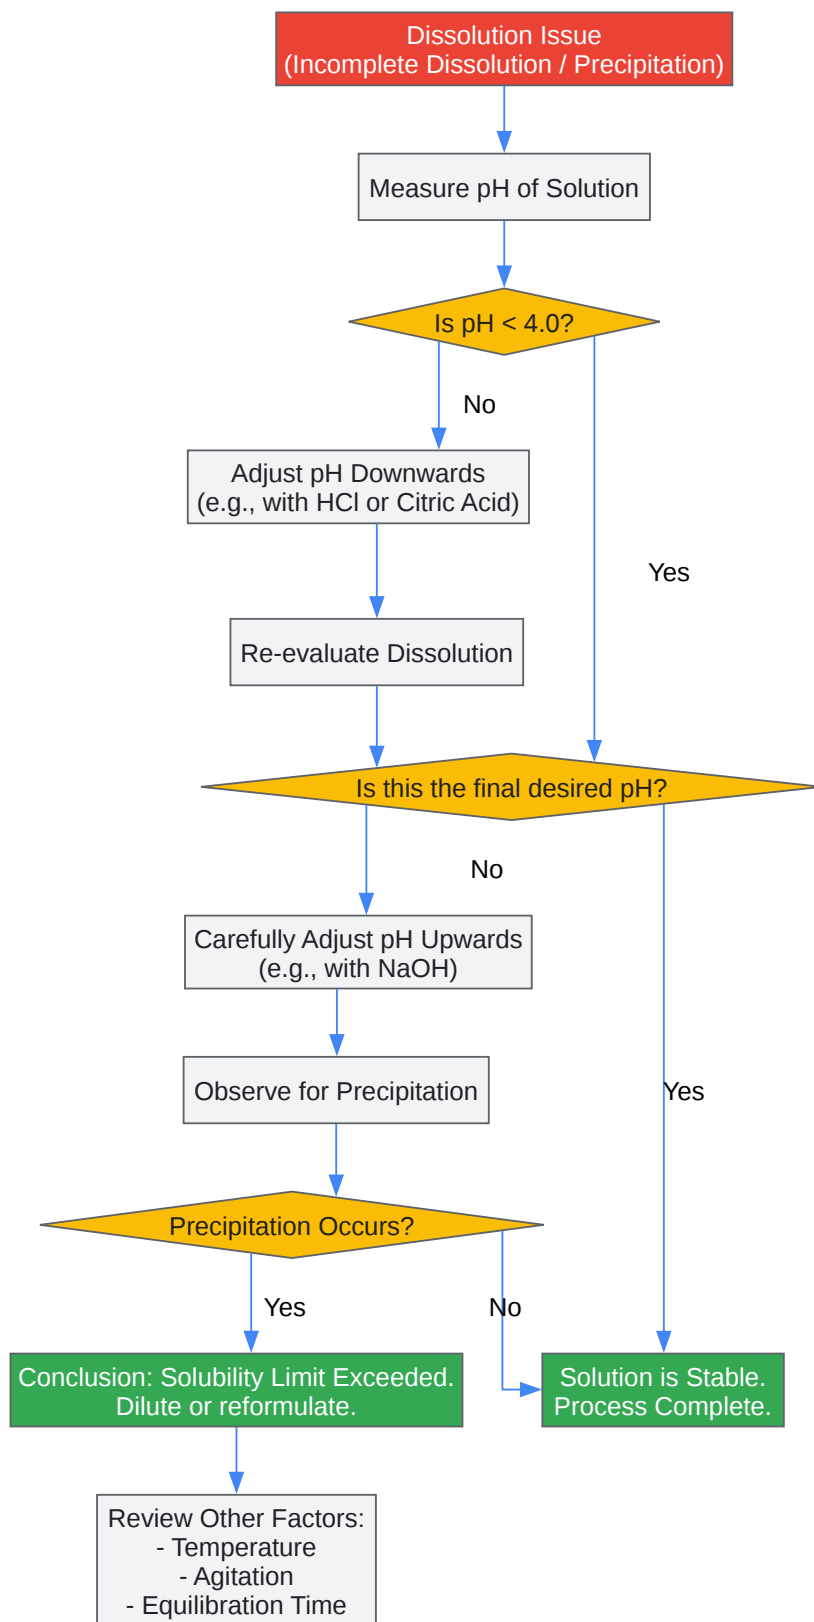 Dissolution Issue
(Incomplete Dissolution / Precipitation)
Measure pH of Solution
Is pH < 4.0?
No
Adjust pH Downwards
(e.g., with HCl or Citric Acid)
Yes
Re-evaluate Dissolution
Is this the final desired pH?
No
Carefully Adjust pH Upwards
(e.g., with NaOH)
Observe for Precipitation
Yes
Precipitation Occurs?
Yes
No
Conclusion: Solubility Limit Exceeded.
Dilute or reformulate.
Solution is Stable.
Process Complete.
Review Other Factors:
- Temperature
- Agitation
- Equilibration Time